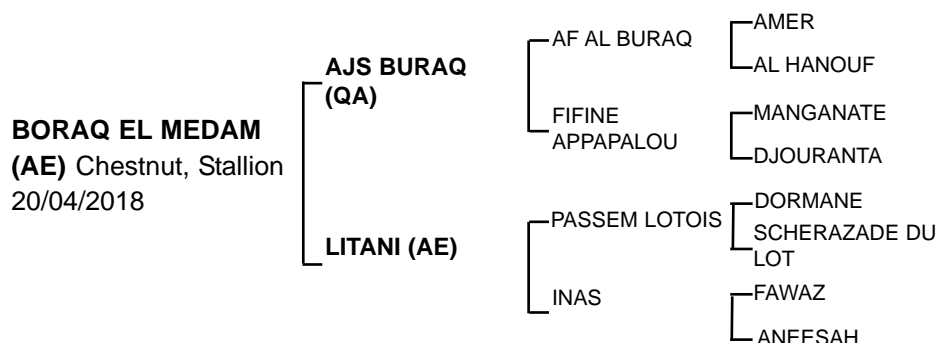 BORAQ EL MEDAM
(AE) Chestnut, Stallion
20/04/2018
AJS BURAQ
(QA)
LITANI (AE)
AF AL BURAQ
FIFINE
APPAPALOU
PASSEM LOTOIS
INAS
AMER
AL HANOUF
MANGANATE
DJOURANTA
DORMANE
SCHERAZADE DU
LOT
FAWAZ
ANEESAH